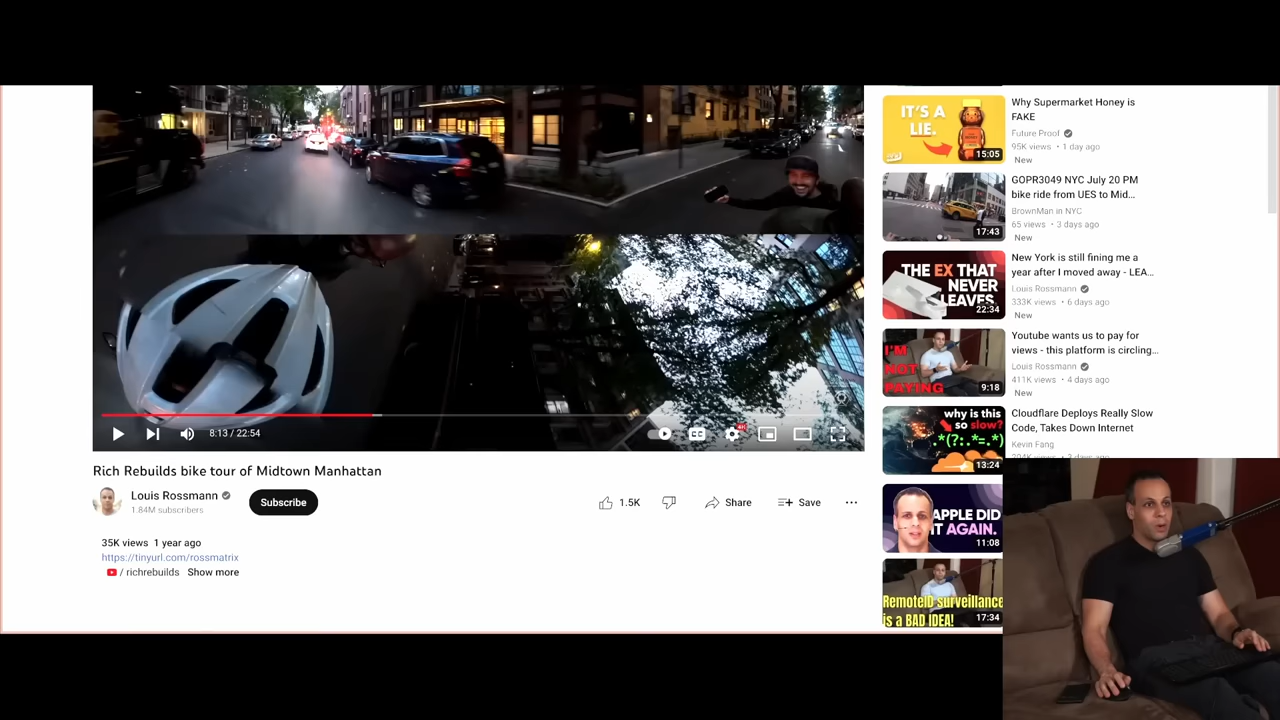 8:13 / 22:54
CC
4K
Rich Rebuilds bike tour of Midtown Manhattan
Louis Rossmann
1.84M subscribers
Subscribe
1.5K
Share
Save
35K views 1 year ago
https://tinyurl.com/rossmatrix
/ richrebuilds Show more
IT'S A
LIE.
15:05
Why Supermarket Honey is
FAKE
Future Proof
95K views • 1 day ago
New
17:43
GOPR3049 NYC July 20 PM
bike ride from UES to Mid...
BrownMan in NYC
65 views • 3 days ago
New
THE EX THAT
NEVER
LEAVES.
22:34
New York is still fining me a
year after I moved away - LEA...
Louis Rossmann
333K views • 6 days ago
New
I'M
NOT
PAYING
9:18
Youtube wants us to pay for
views - this platform is circling...
Louis Rossmann
411K views • 4 days ago
New
why is this
so slow?
.*(?:.*=.*)
13:24
Cloudflare Deploys Really Slow
Code, Takes Down Internet
Kevin Fang
APPLE DID
IT AGAIN.
11:08
RemoteID surveillance
is a BAD IDEA!
17:34